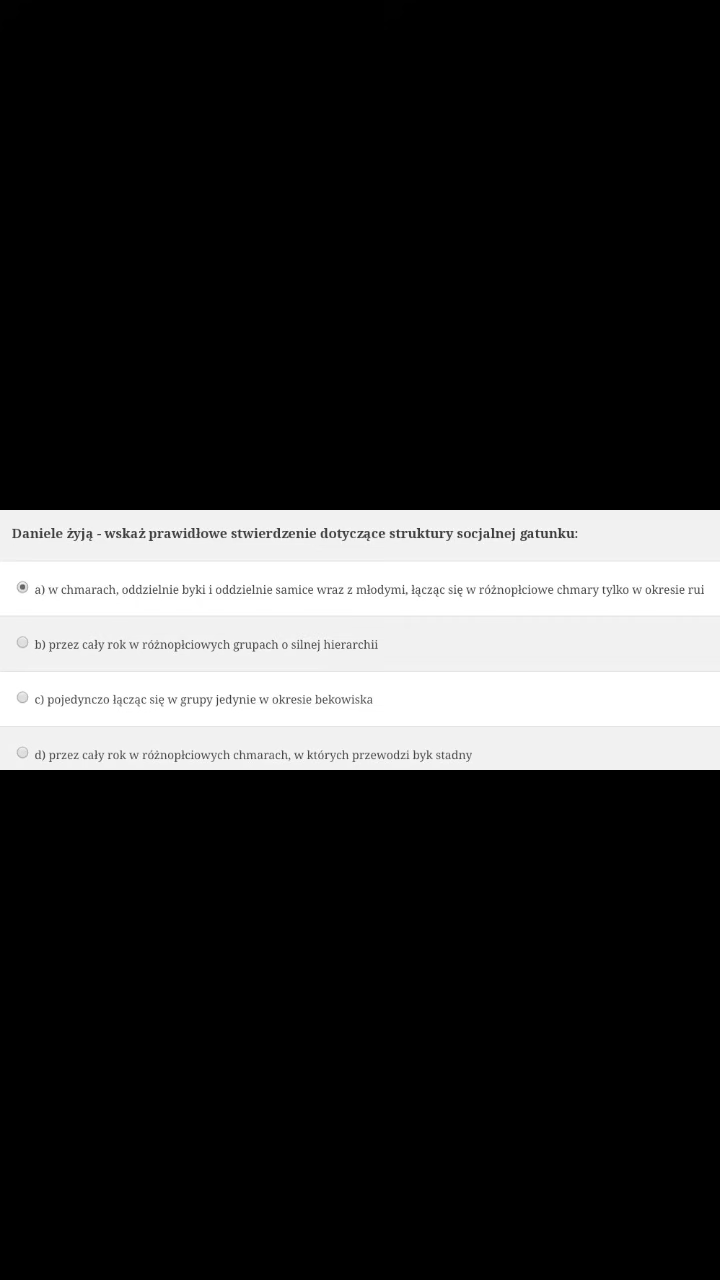 Daniele żyją - wskaż prawidłowe stwierdzenie dotyczące struktury socjalnej gatunku:
a) w chmarach, oddzielnie byki i oddzielnie samice wraz z młodymi, łącząc się w różnopłciowe chmary tylko w okresie rui
b) przez cały rok w różnopłciowych grupach o silnej hierarchii
c) pojedynczo łącząc się w grupy jedynie w okresie bekowiska
d) przez cały rok w różnopłciowych chmarach, w których przewodzi byk stadny